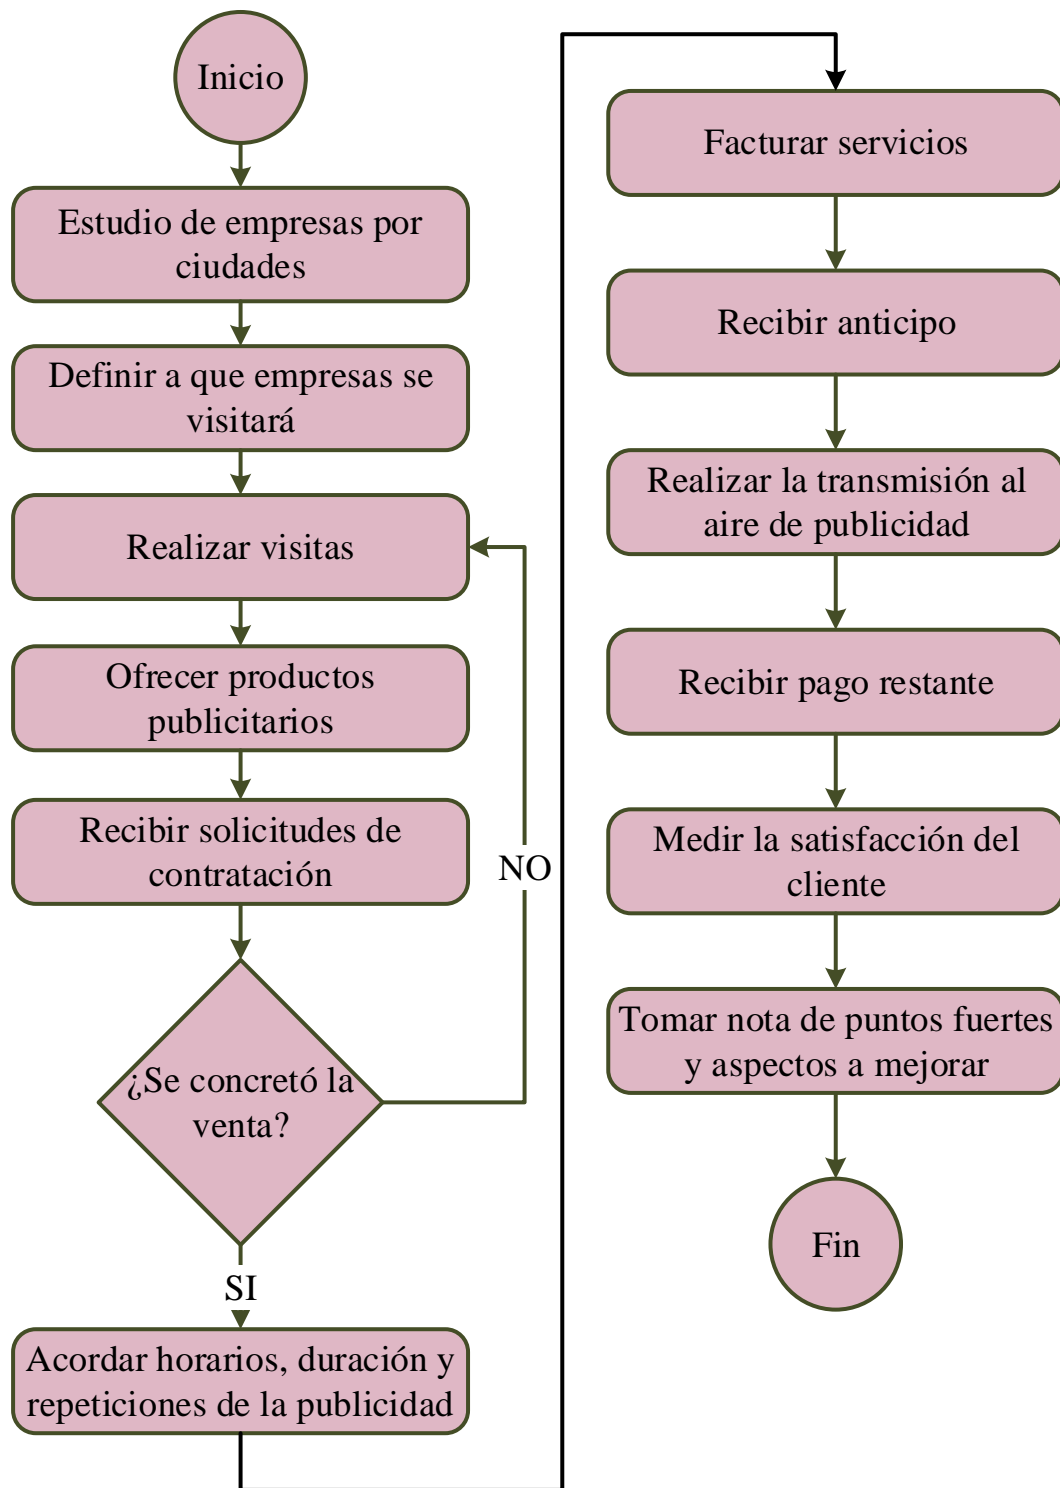 Inicio
Estudio de empresas por
ciudades
Definir a que empresas se
visitará
Realizar visitas
Ofrecer productos
publicitarios
Recibir solicitudes de
contratación
NO
¿Se concretó la
venta?
SI
Acordar horarios, duración y
repeticiones de la publicidad
Facturar servicios
Recibir anticipo
Realizar la transmisión al
aire de publicidad
Recibir pago restante
Medir la satisfacción del
cliente
Tomar nota de puntos fuertes
y aspectos a mejorar
Fin